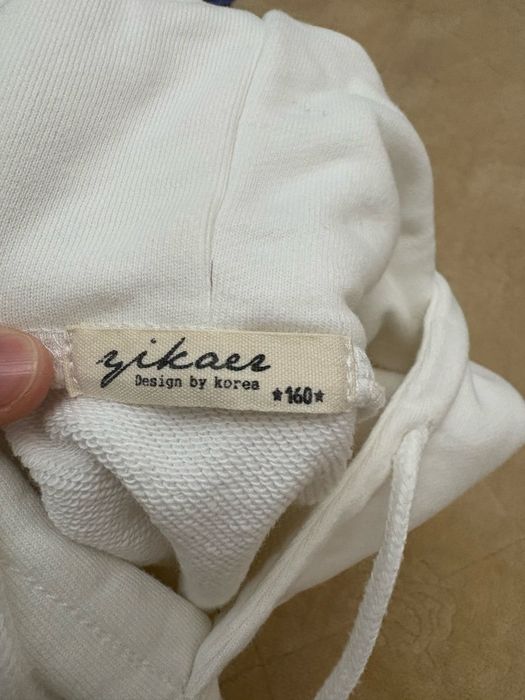 yikaer
Design by korea
★160★